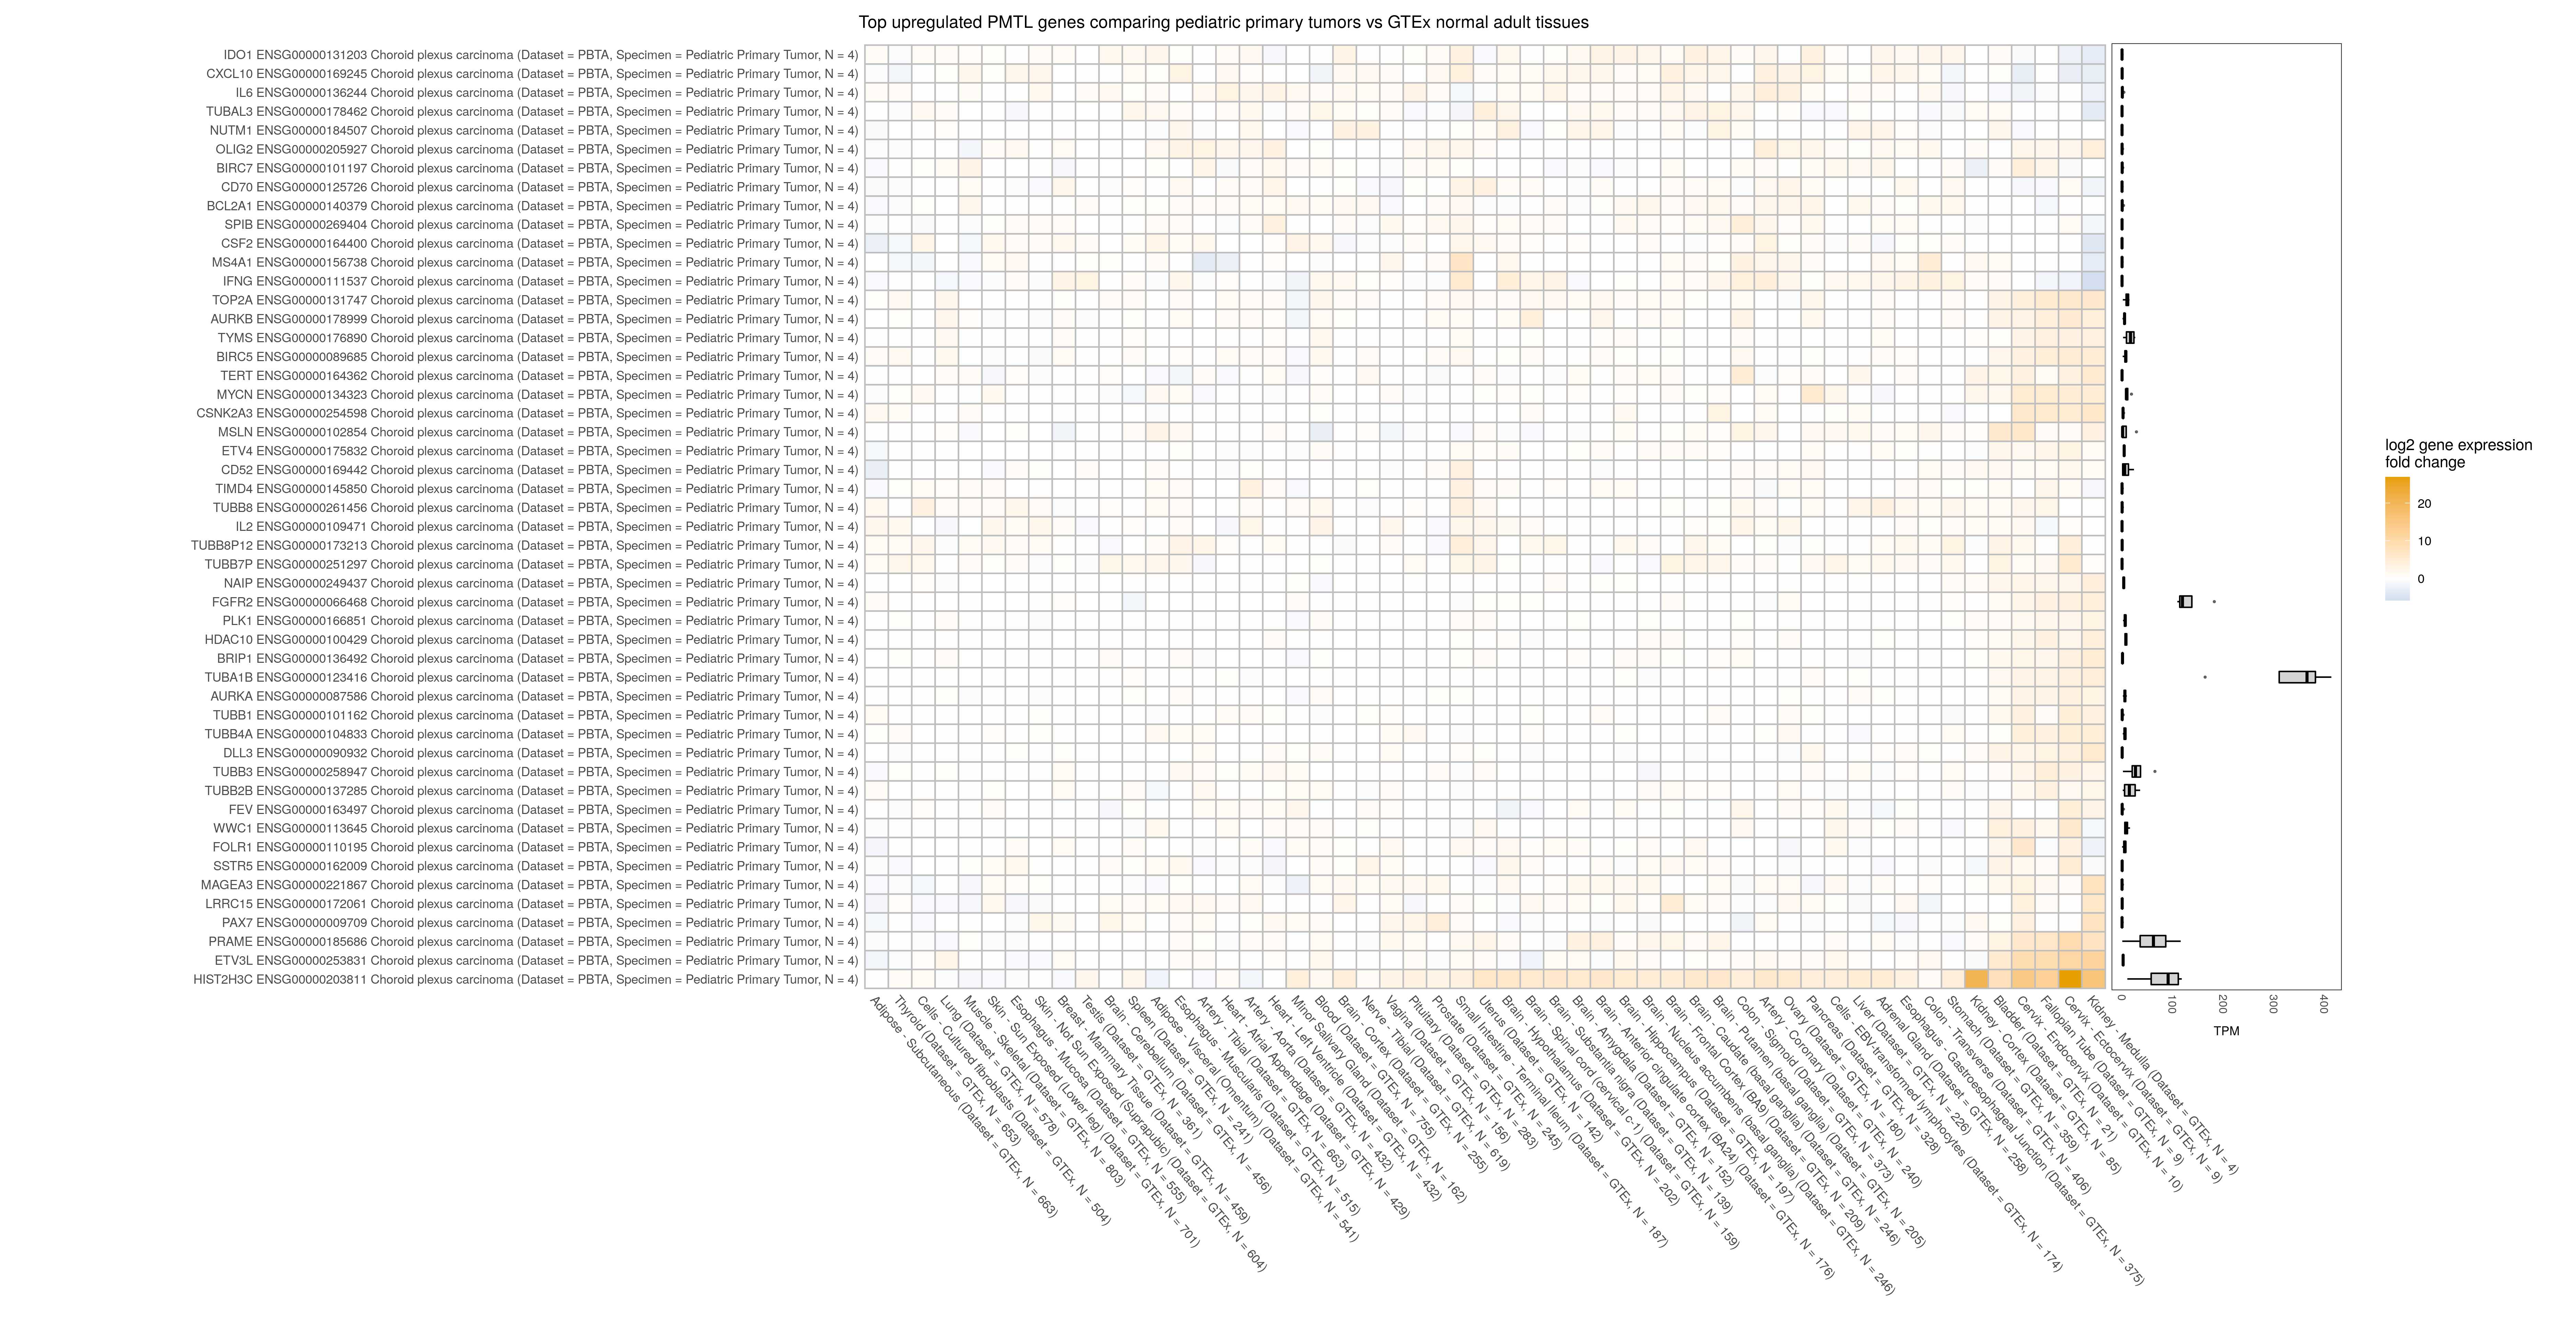 Top upregulated PMTL genes comparing pediatric primary tumors vs GTEx normal adult tissues
IDO1 ENSG00000131203 Choroid plexus carcinoma (Dataset = PBTA, Specimen = Pediatric Primary Tumor, N = 4)
CXCL10 ENSG00000169245 Choroid plexus carcinoma (Dataset = PBTA, Specimen = Pediatric Primary Tumor, N = 4)
IL6 ENSG00000136244 Choroid plexus carcinoma (Dataset = PBTA, Specimen = Pediatric Primary Tumor, N = 4)
TUBAL3 ENSG00000178462 Choroid plexus carcinoma (Dataset = PBTA, Specimen = Pediatric Primary Tumor, N = 4)
NUTM1 ENSG00000184507 Choroid plexus carcinoma (Dataset = PBTA, Specimen = Pediatric Primary Tumor, N = 4)
OLIG2 ENSG00000205927 Choroid plexus carcinoma (Dataset = PBTA, Specimen = Pediatric Primary Tumor, N = 4)
BIRC7 ENSG00000101197 Choroid plexus carcinoma (Dataset = PBTA, Specimen = Pediatric Primary Tumor, N = 4)
CD70 ENSG00000125726 Choroid plexus carcinoma (Dataset = PBTA, Specimen = Pediatric Primary Tumor, N = 4)
BCL2A1 ENSG00000140379 Choroid plexus carcinoma (Dataset = PBTA, Specimen = Pediatric Primary Tumor, N = 4)
SPIB ENSG00000269404 Choroid plexus carcinoma (Dataset = PBTA, Specimen = Pediatric Primary Tumor, N = 4)
CSF2 ENSG00000164400 Choroid plexus carcinoma (Dataset = PBTA, Specimen = Pediatric Primary Tumor, N = 4)
MS4A1 ENSG00000156738 Choroid plexus carcinoma (Dataset = PBTA, Specimen = Pediatric Primary Tumor, N = 4)
IFNG ENSG00000111537 Choroid plexus carcinoma (Dataset = PBTA, Specimen = Pediatric Primary Tumor, N = 4)
TOP2A ENSG00000131747 Choroid plexus carcinoma (Dataset = PBTA, Specimen = Pediatric Primary Tumor, N = 4)
AURKB ENSG00000178999 Choroid plexus carcinoma (Dataset = PBTA, Specimen = Pediatric Primary Tumor, N = 4)
TYMS ENSG00000176890 Choroid plexus carcinoma (Dataset = PBTA, Specimen = Pediatric Primary Tumor, N = 4)
BIRC5 ENSG00000089685 Choroid plexus carcinoma (Dataset = PBTA, Specimen = Pediatric Primary Tumor, N = 4)
TERT ENSG00000164362 Choroid plexus carcinoma (Dataset = PBTA, Specimen = Pediatric Primary Tumor, N = 4)
MYCN ENSG00000134323 Choroid plexus carcinoma (Dataset = PBTA, Specimen = Pediatric Primary Tumor, N = 4)
CSNK2A3 ENSG00000254598 Choroid plexus carcinoma (Dataset = PBTA, Specimen = Pediatric Primary Tumor, N = 4)
MSLN ENSG00000102854 Choroid plexus carcinoma (Dataset = PBTA, Specimen = Pediatric Primary Tumor, N = 4)
ETV4 ENSG00000175832 Choroid plexus carcinoma (Dataset = PBTA, Specimen = Pediatric Primary Tumor, N = 4)
CD52 ENSG00000169442 Choroid plexus carcinoma (Dataset = PBTA, Specimen = Pediatric Primary Tumor, N = 4)
TIMD4 ENSG00000145850 Choroid plexus carcinoma (Dataset = PBTA, Specimen = Pediatric Primary Tumor, N = 4)
TUBB8 ENSG00000261456 Choroid plexus carcinoma (Dataset = PBTA, Specimen = Pediatric Primary Tumor, N = 4)
IL2 ENSG00000109471 Choroid plexus carcinoma (Dataset = PBTA, Specimen = Pediatric Primary Tumor, N = 4)
TUBB8P12 ENSG00000173213 Choroid plexus carcinoma (Dataset = PBTA, Specimen = Pediatric Primary Tumor, N = 4)
TUBB7P ENSG00000251297 Choroid plexus carcinoma (Dataset = PBTA, Specimen = Pediatric Primary Tumor, N = 4)
NAIP ENSG00000249437 Choroid plexus carcinoma (Dataset = PBTA, Specimen = Pediatric Primary Tumor, N = 4)
FGFR2 ENSG00000066468 Choroid plexus carcinoma (Dataset = PBTA, Specimen = Pediatric Primary Tumor, N = 4)
PLK1 ENSG00000166851 Choroid plexus carcinoma (Dataset = PBTA, Specimen = Pediatric Primary Tumor, N = 4)
HDAC10 ENSG00000100429 Choroid plexus carcinoma (Dataset = PBTA, Specimen = Pediatric Primary Tumor, N = 4)
BRIP1 ENSG00000136492 Choroid plexus carcinoma (Dataset = PBTA, Specimen = Pediatric Primary Tumor, N = 4)
TUBA1B ENSG00000123416 Choroid plexus carcinoma (Dataset = PBTA, Specimen = Pediatric Primary Tumor, N = 4)
AURKA ENSG00000087586 Choroid plexus carcinoma (Dataset = PBTA, Specimen = Pediatric Primary Tumor, N = 4)
TUBB1 ENSG00000101162 Choroid plexus carcinoma (Dataset = PBTA, Specimen = Pediatric Primary Tumor, N = 4)
TUBB4A ENSG00000104833 Choroid plexus carcinoma (Dataset = PBTA, Specimen = Pediatric Primary Tumor, N = 4)
DLL3 ENSG00000090932 Choroid plexus carcinoma (Dataset = PBTA, Specimen = Pediatric Primary Tumor, N = 4)
TUBB3 ENSG00000258947 Choroid plexus carcinoma (Dataset = PBTA, Specimen = Pediatric Primary Tumor, N = 4)
TUBB2B ENSG00000137285 Choroid plexus carcinoma (Dataset = PBTA, Specimen = Pediatric Primary Tumor, N = 4)
FEV ENSG00000163497 Choroid plexus carcinoma (Dataset = PBTA, Specimen = Pediatric Primary Tumor, N = 4)
WWC1 ENSG00000113645 Choroid plexus carcinoma (Dataset = PBTA, Specimen = Pediatric Primary Tumor, N = 4)
FOLR1 ENSG00000110195 Choroid plexus carcinoma (Dataset = PBTA, Specimen = Pediatric Primary Tumor, N = 4)
SSTR5 ENSG00000162009 Choroid plexus carcinoma (Dataset = PBTA, Specimen = Pediatric Primary Tumor, N = 4)
MAGEA3 ENSG00000221867 Choroid plexus carcinoma (Dataset = PBTA, Specimen = Pediatric Primary Tumor, N = 4)
LRRC15 ENSG00000172061 Choroid plexus carcinoma (Dataset = PBTA, Specimen = Pediatric Primary Tumor, N = 4)
PAX7 ENSG00000009709 Choroid plexus carcinoma (Dataset = PBTA, Specimen = Pediatric Primary Tumor, N = 4)
PRAME ENSG00000185686 Choroid plexus carcinoma (Dataset = PBTA, Specimen = Pediatric Primary Tumor, N = 4)
ETV3L ENSG00000253831 Choroid plexus carcinoma (Dataset = PBTA, Specimen = Pediatric Primary Tumor, N = 4)
HIST2H3C ENSG00000203811 Choroid plexus carcinoma (Dataset = PBTA, Specimen = Pediatric Primary Tumor, N = 4)
Adipose - Subcutaneous (Dataset = GTEx, N = 663)
Thyroid (Dataset = GTEx, N = 653)
Cells - Cultured fibroblasts (Dataset = GTEx, N = 504)
Lung (Dataset = GTEx, N = 578)
Muscle - Skeletal (Dataset = GTEx, N = 803)
Skin - Sun Exposed (Lower leg) (Dataset = GTEx, N = 701)
Esophagus - Mucosa (Dataset = GTEx, N = 555)
Skin - Not Sun Exposed (Suprapubic) (Dataset = GTEx, N = 604)
Breast - Mammary Tissue (Dataset = GTEx, N = 459)
Testis (Dataset = GTEx, N = 361)
Brain - Cerebellum (Dataset = GTEx, N = 456)
Spleen (Dataset = GTEx, N = 241)
Adipose - Visceral (Omentum) (Dataset = GTEx, N = 541)
Esophagus - Muscularis (Dataset = GTEx, N = 515)
Artery - Tibial (Dataset = GTEx, N = 663)
Heart - Atrial Appendage (Dataset = GTEx, N = 429)
Artery - Aorta (Dataset = GTEx, N = 432)
Heart - Left Ventricle (Dataset = GTEx, N = 432)
Minor Salivary Gland (Dataset = GTEx, N = 162)
Blood (Dataset = GTEx, N = 755)
Brain - Cortex (Dataset = GTEx, N = 255)
Nerve - Tibial (Dataset = GTEx, N = 619)
Vagina (Dataset = GTEx, N = 156)
Pituitary (Dataset = GTEx, N = 283)
Prostate (Dataset = GTEx, N = 245)
Small Intestine - Terminal Ileum (Dataset = GTEx, N = 187)
Uterus (Dataset = GTEx, N = 142)
Brain - Hypothalamus (Dataset = GTEx, N = 202)
Brain - Spinal cord (cervical c-1) (Dataset = GTEx, N = 159)
Brain - Substantia nigra (Dataset = GTEx, N = 139)
Brain - Amygdala (Dataset = GTEx, N = 152)
Brain - Anterior cingulate cortex (BA24) (Dataset = GTEx, N = 176)
Brain - Hippocampus (Dataset = GTEx, N = 197)
Brain - Nucleus accumbens (basal ganglia) (Dataset = GTEx, N = 246)
Brain - Frontal Cortex (BA9) (Dataset = GTEx, N = 209)
Brain - Caudate (basal ganglia) (Dataset = GTEx, N = 246)
Brain - Putamen (basal ganglia) (Dataset = GTEx, N = 205)
Colon - Sigmoid (Dataset = GTEx, N = 373)
Artery - Coronary (Dataset = GTEx, N = 240)
Ovary (Dataset = GTEx, N = 180)
Pancreas (Dataset = GTEx, N = 328)
Cells - EBV-transformed lymphocytes (Dataset = GTEx, N = 174)
Liver (Dataset = GTEx, N = 226)
Adrenal Gland (Dataset = GTEx, N = 258)
Esophagus - Gastroesophageal Junction (Dataset = GTEx, N = 375)
Colon - Transverse (Dataset = GTEx, N = 406)
Stomach (Dataset = GTEx, N = 359)
Kidney - Cortex (Dataset = GTEx, N = 85)
Bladder (Dataset = GTEx, N = 21)
Cervix - Endocervix (Dataset = GTEx, N = 10)
Fallopian Tube (Dataset = GTEx, N = 9)
Cervix - Ectocervix (Dataset = GTEx, N = 9)
Kidney - Medulla (Dataset = GTEx, N = 4)
0
100
200
300
400
TPM
log2 gene expression
fold change
20
10
0